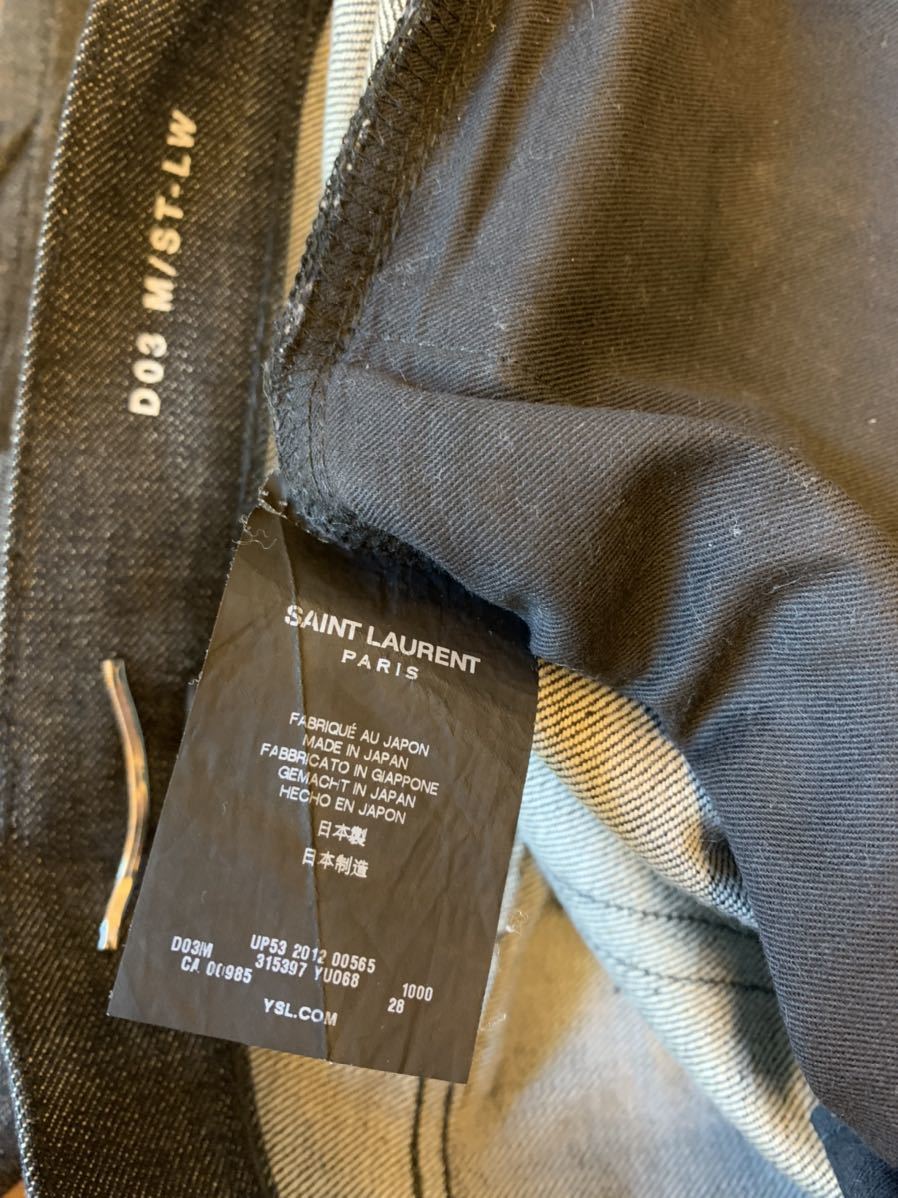 D03 M/ST-LW
SAINT LAURENT
PARIS
FABRIQUÉ AU JAPON
MADE IN JAPAN
FABBRICATO IN GIAPPONE
GEMACHT IN JAPAN
HECHO EN JAPON
日本製
日本制造
D03M UP53 2012 00565
CA 00985 315397 YU068 1000
28
YSL.COM